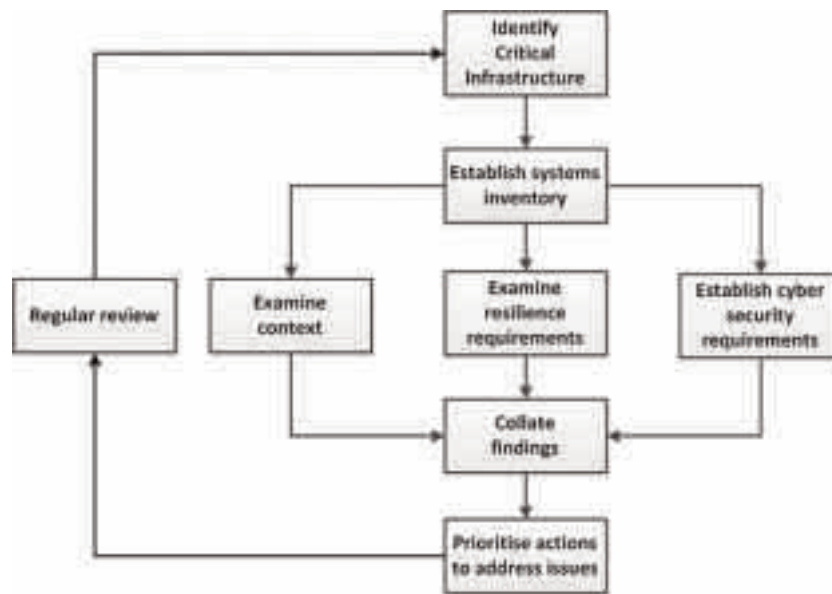 Identify
Critical
Infrastructure
Establish systems
inventory
Regular review
Examine
context
Examine
resilience
requirements
Establish cyber
security
requirements
Collate
findings
Prioritise actions
to address issues